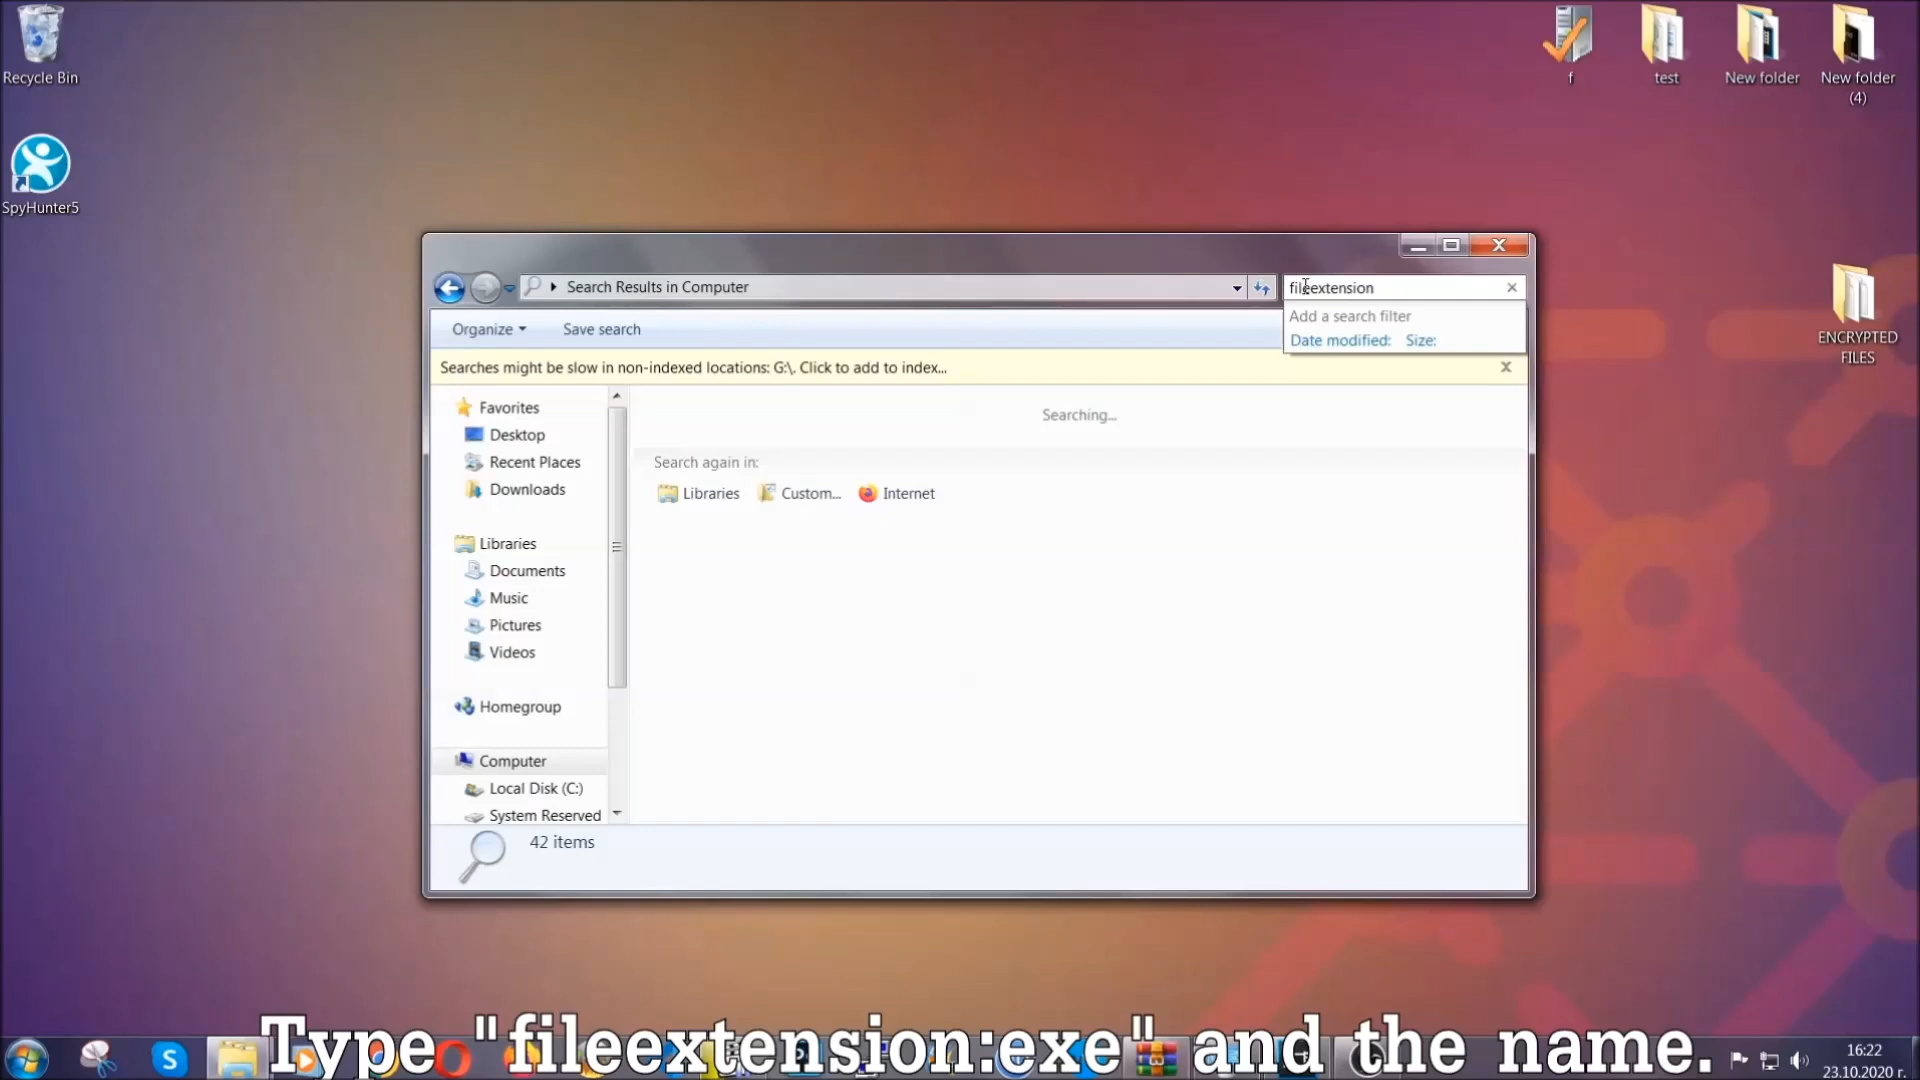 Recycle Bin
SpyHunter5
f
test
New folder
New folder
(4)
ENCRYPTED
FILES
Search Results in Computer
fileextension
Add a search filter
Date modified:
Size:
Organize
Save search
Searches might be slow in non-indexed locations: G:\. Click to add to index...
Favorites
Desktop
Recent Places
Downloads
Libraries
Documents
Music
Pictures
Videos
Homegroup
Computer
Local Disk (C:)
System Reserved
Searching...
Search again in:
Libraries
Custom...
Internet
42 items
Type "fileextension:exe" and the name.
16:22
23.10.2020 г.